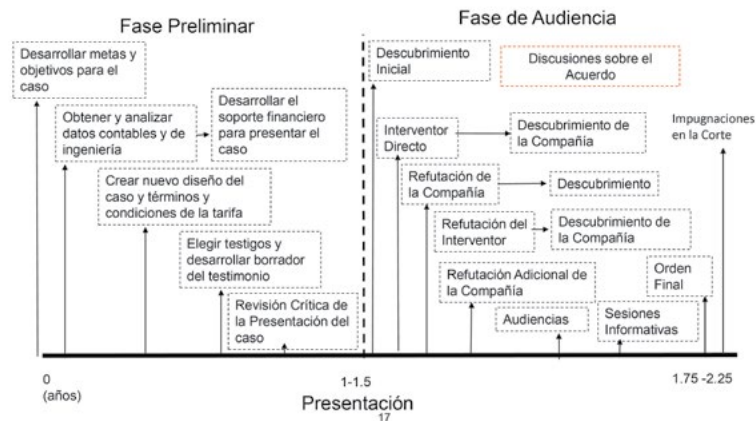 Fase Preliminar
Fase de Audiencia
Desarrollar metas y
objetivos para el
caso
Obtener y analizar
datos contables y de
ingeniería
Desarrollar el
soporte financiero
para presentar el
caso
Crear nuevo diseño del
caso y términos y
condiciones de la tarifa
Elegir testigos y
desarrollar borrador
del testimonio
Revisión Crítica de
la Presentación del
caso
Descubrimiento
Inicial
Discusiones sobre el
Acuerdo
Interventor
Directo
Descubrimiento de
la Compañía
Impugnaciones
en la Corte
Refutación de
la Compañía
Descubrimiento
Refutación del
Interventor
Descubrimiento de
la Compañía
Refutación Adicional de
la Compañía
Orden
Final
Audiencias
Sesiones
Informativas
0
(años)
1-1.5
1.75 -2.25
Presentación
17